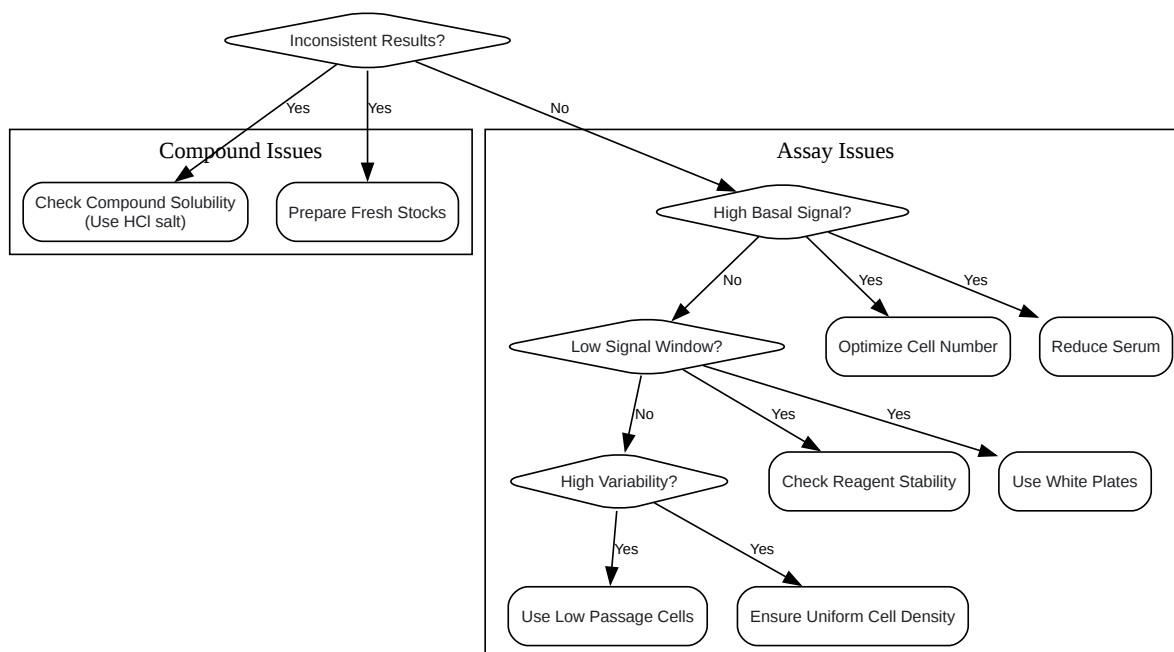 Inconsistent Results?
Yes
Yes
No
Compound Issues
Assay Issues
Check Compound Solubility
(Use HCl salt)
Prepare Fresh Stocks
High Basal Signal?
No
Yes
Yes
Low Signal Window?
Optimize Cell Number
Reduce Serum
No
Yes
Yes
High Variability?
Check Reagent Stability
Use White Plates
Yes
Yes
Use Low Passage Cells
Ensure Uniform Cell Density